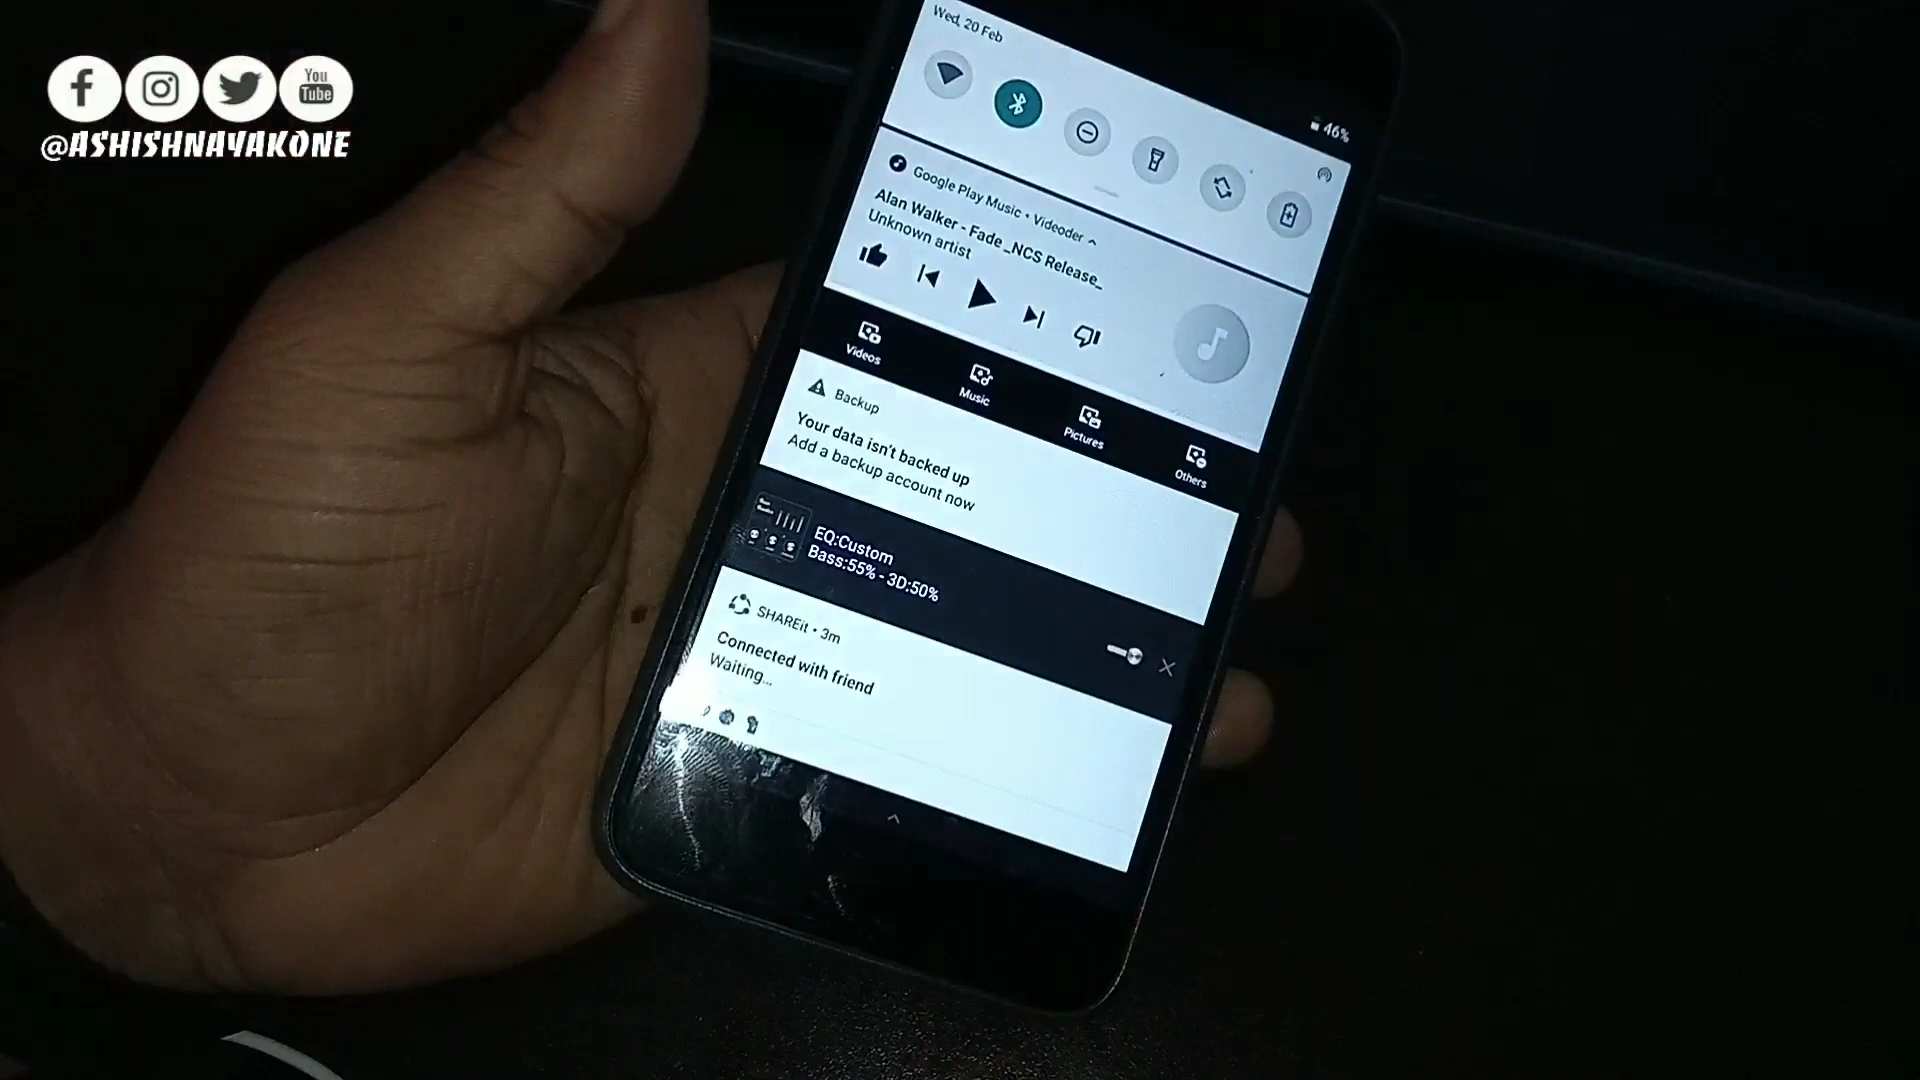 You
Tube
@ASHISHNAYAKONE
Wed, 20 Feb
46%
Google Play Music • Videoder
Alan Walker - Fade _NCS Release_
Unknown artist
Videos
Music
Pictures
Others
Backup
Your data isn't backed up
Add a backup account now
EQ:Custom
Bass:55% - 3D:50%
SHAREit • 3m
Connected with friend
Waiting...